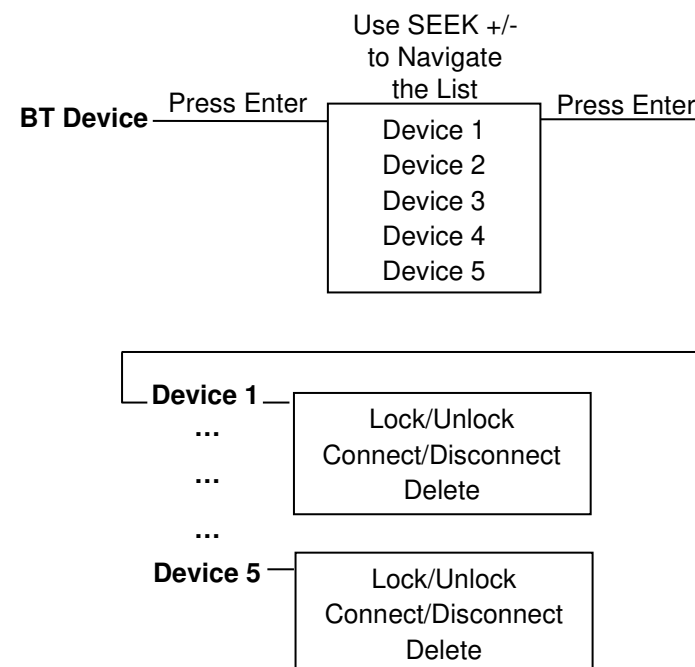 Use SEEK +/-
to Navigate
the List
BT Device
Press Enter
Device 1
Device 2
Device 3
Device 4
Device 5
Press Enter
Device 1
Lock/Unlock
Connect/Disconnect
Delete
...
...
...
Device 5
Lock/Unlock
Connect/Disconnect
Delete